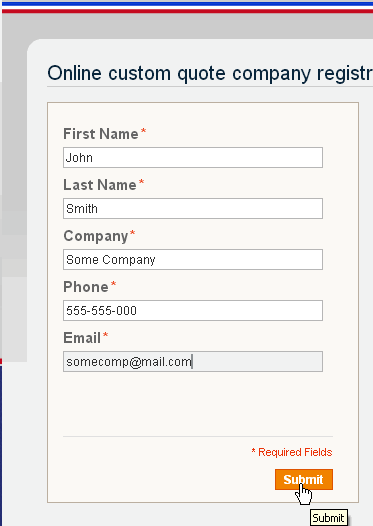 Online custom quote company registr
First Name*
John
Last Name*
Smith
Company*
Some Company
Phone*
555-555-000
Email*
somecomp@mail.com
* Required Fields
Submit
Submit